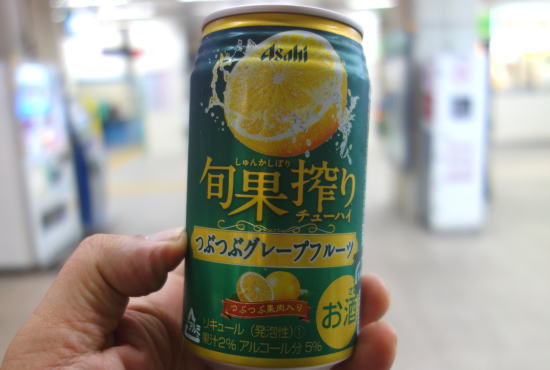 Asahi
しゅんかしぼり
旬果搾り
チューハイ
つぶつぶグレープフルーツ
つぶつぶ果肉入り
お酒
アルミ
リキュール（発泡性）①
果汁2% アルコール分5%